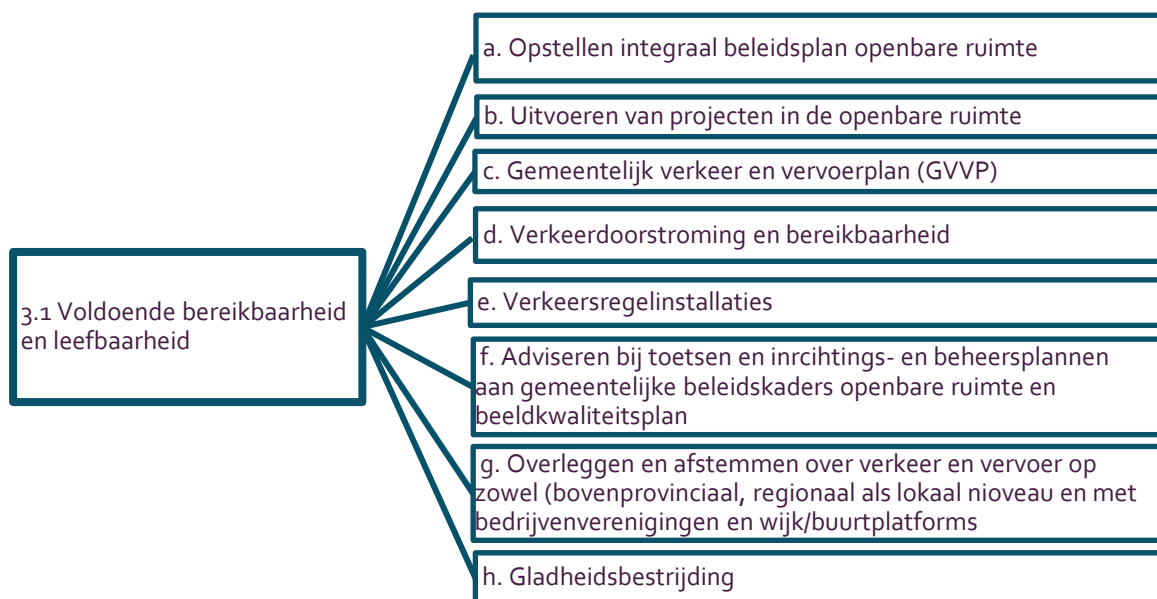 a. Opstellen integraal beleidsplan openbare ruimte
b. Uitvoeren van projecten in de openbare ruimte
c. Gemeentelijk verkeer en vervoerplan (GVVP)
d. Verkeerdoorstroming en bereikbaarheid
3.1 Voldoende bereikbaarheid
en leefbaarheid
e. Verkeersregelinstallaties
f. Adviseren bij toetsen en inrcihtings- en beheersplannen
aan gemeentelijke beleidskaders openbare ruimte en
beeldkwaliteitsplan
g. Overleggen en afstemmen over verkeer en vervoer op
zowel (bovenprovinciaal, regionaal als lokaal nioveau en met
bedrijvenverenigingen en wijk/buurtplatforms
h. Gladheidsbestrijding